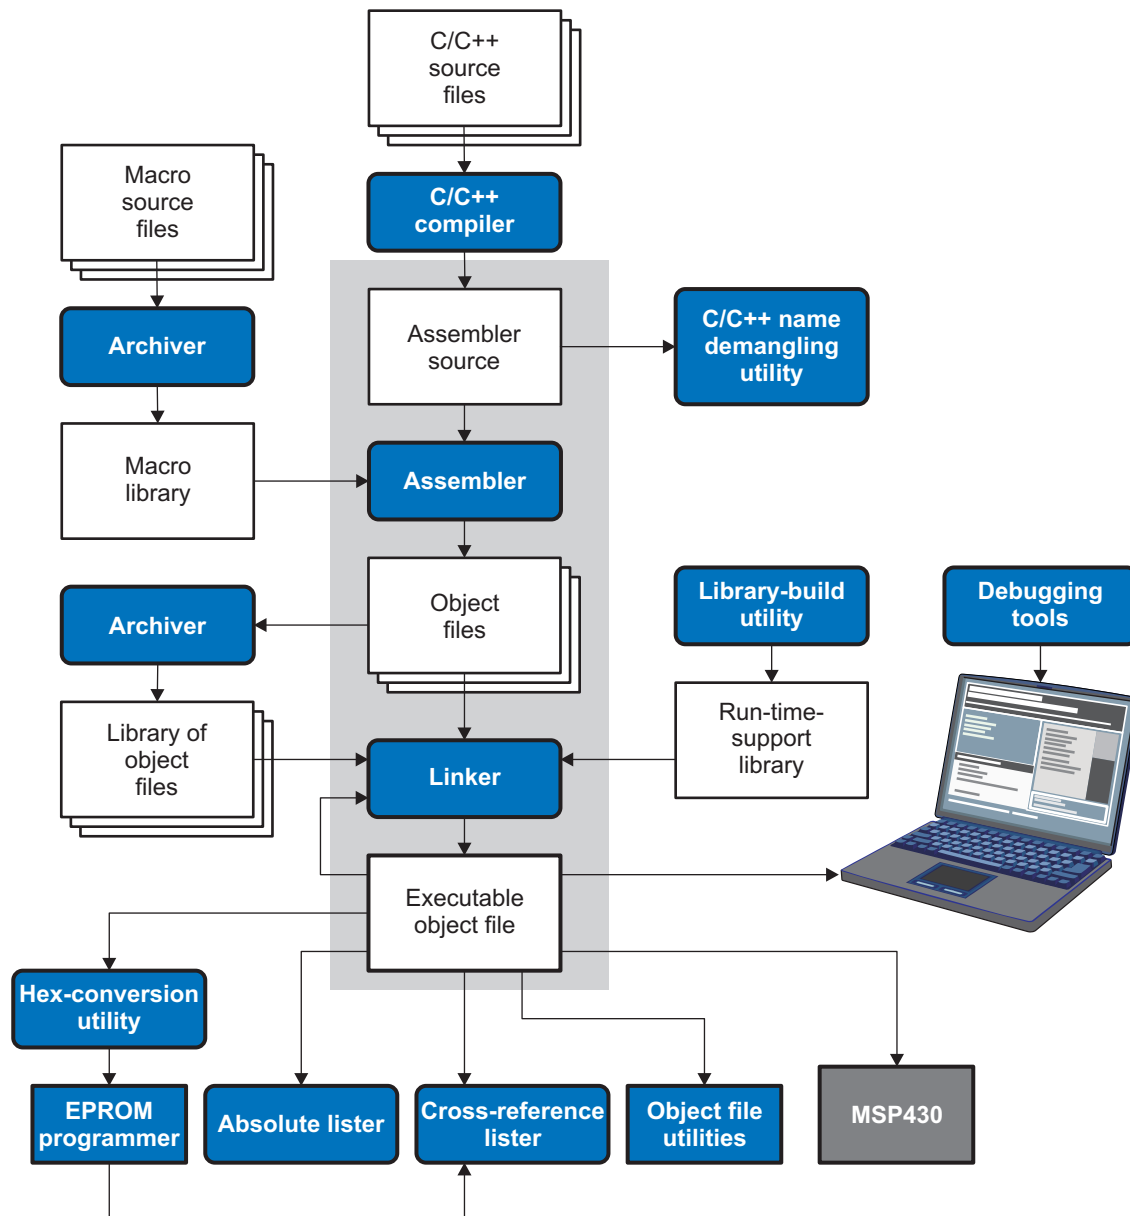 C/C++
source
files
Macro
source
files
C/C++
compiler
Archiver
Assembler
source
C/C++ name
demangling
utility
Macro
library
Assembler
Archiver
Object
files
Library-build
utility
Debugging
tools
Library of
object
files
Linker
Run-time-
support
library
Executable
object file
Hex-conversion
utility
EPROM
programmer
Absolute lister
Cross-reference
lister
Object file
utilities
MSP430